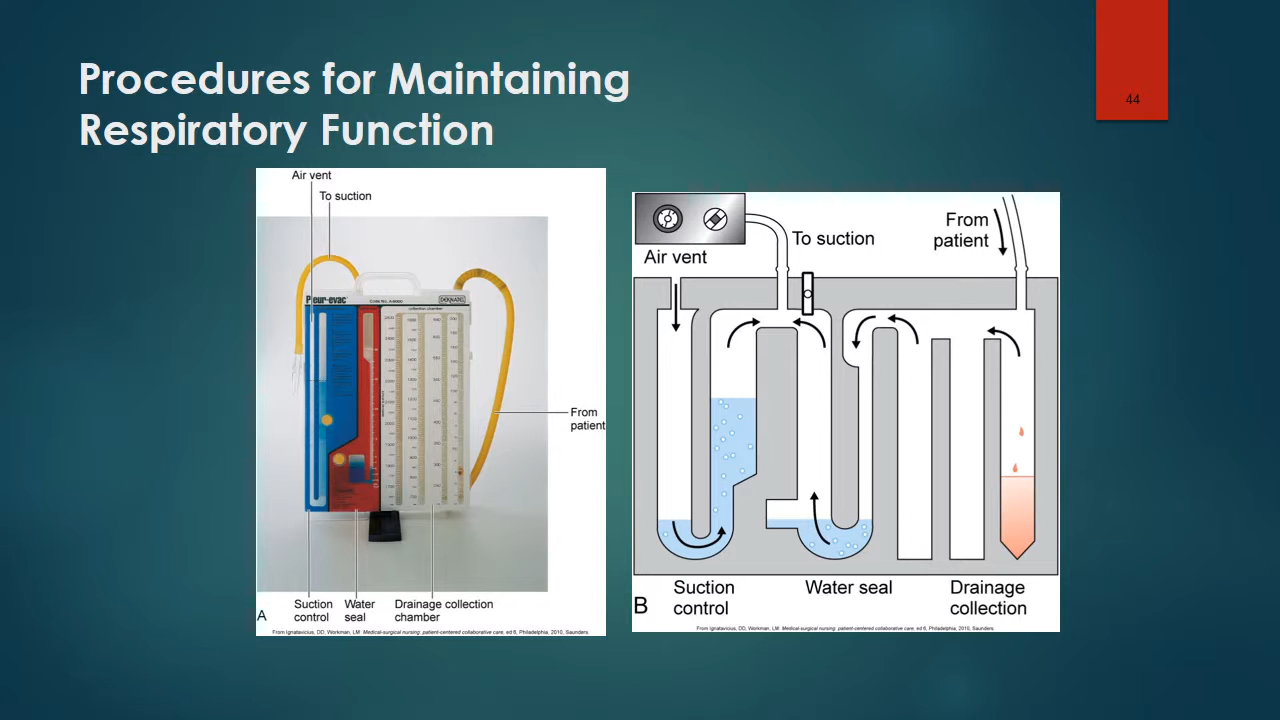 Procedures for Maintaining
Respiratory Function
44
Air vent
To suction
Pleur-evac
DEKNATEL
collection chamber
From
patient
Suction
control
Water
seal
Drainage collection
chamber
A
From Ignatavicius, DD, Workman, LM: Medical-surgical nursing: patient-centered collaborative care, ed 6, Philadelphia, 2010, Saunders.
Air vent
To suction
From
patient
Suction
control
Water seal
Drainage
collection
B
From Ignatavicius, DD, Workman, LM: Medical-surgical nursing: patient-centered collaborative care, ed 6, Philadelphia, 2010, Saunders.